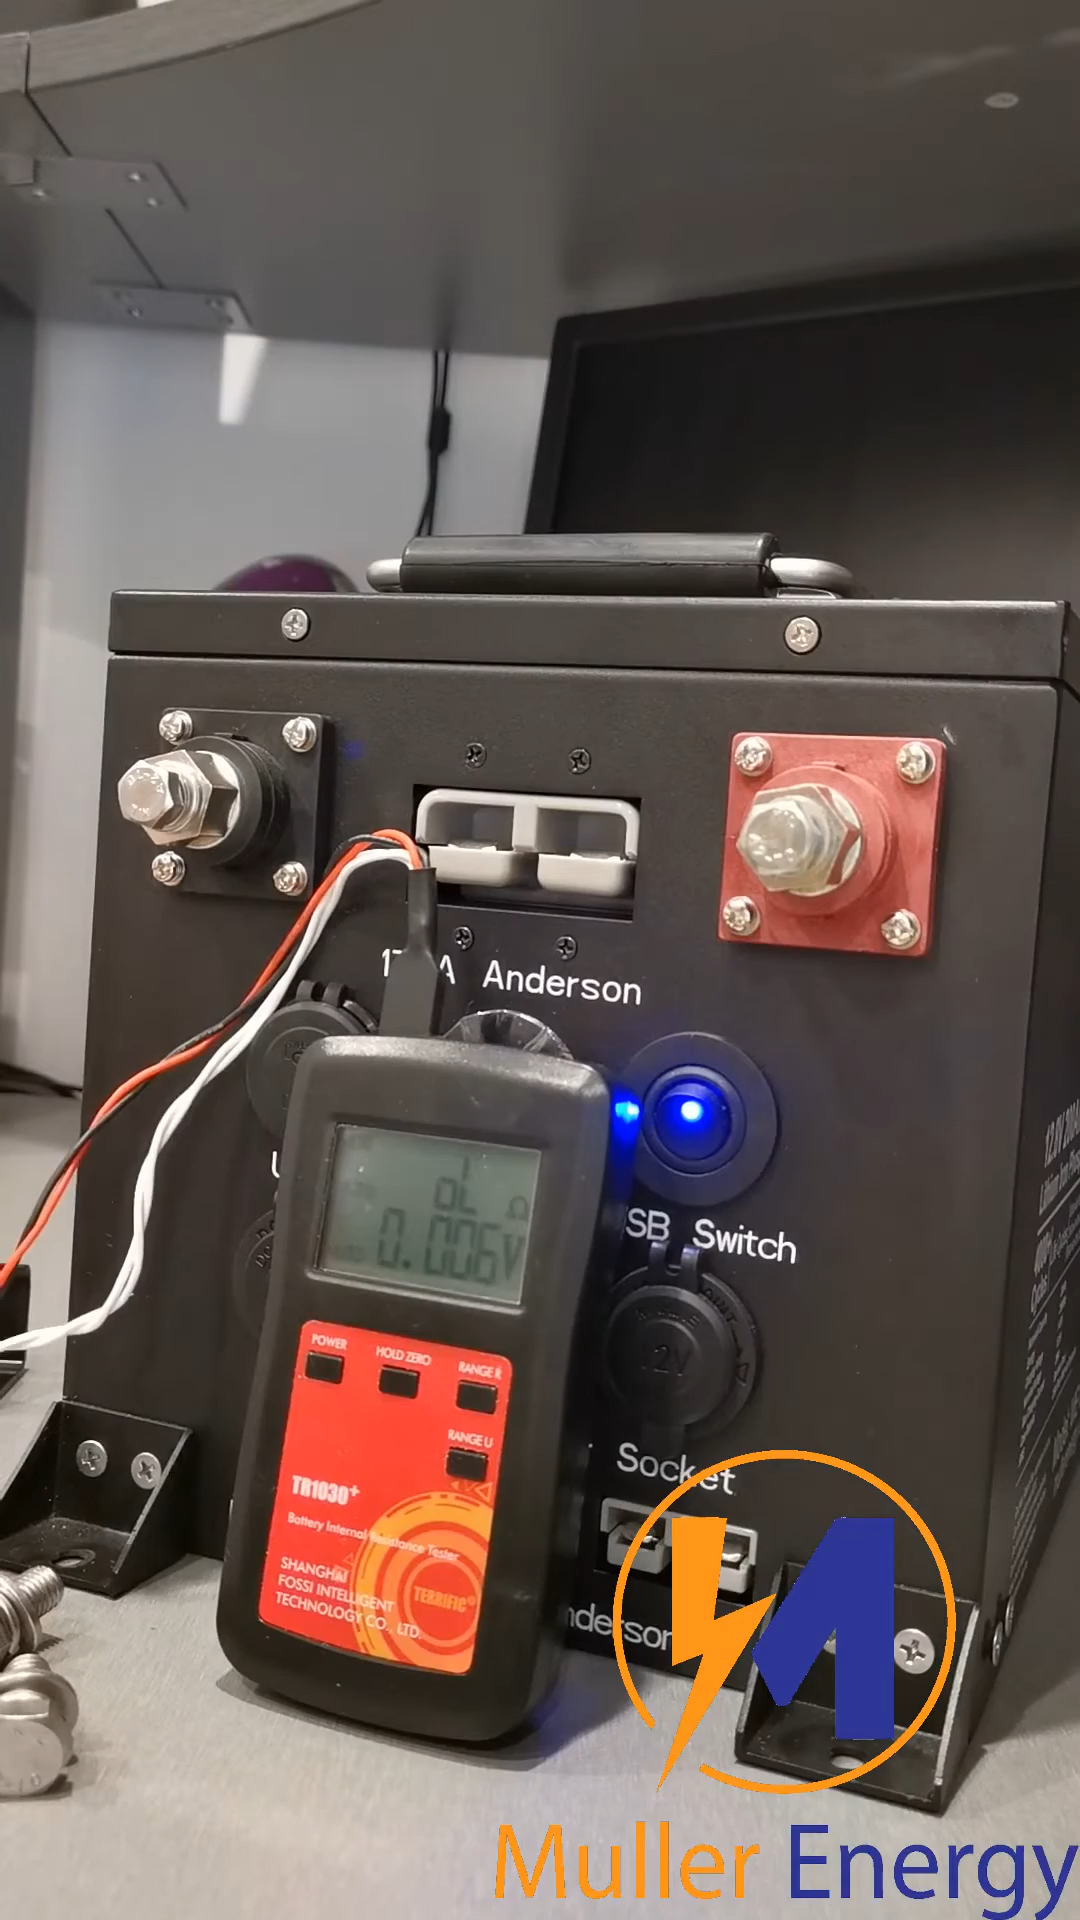 Anderson
SB Switch
12V
Socket
nderson
oL Ω
0.006V
POWER
HOLD ZERO
RANGE R
RANGE U
TR1030+
Battery Internal Resistance Tester
SHANGHAI
FOSSI INTELLIGENT
TECHNOLOGY CO., LTD.
TERRIFIC
Muller Energy